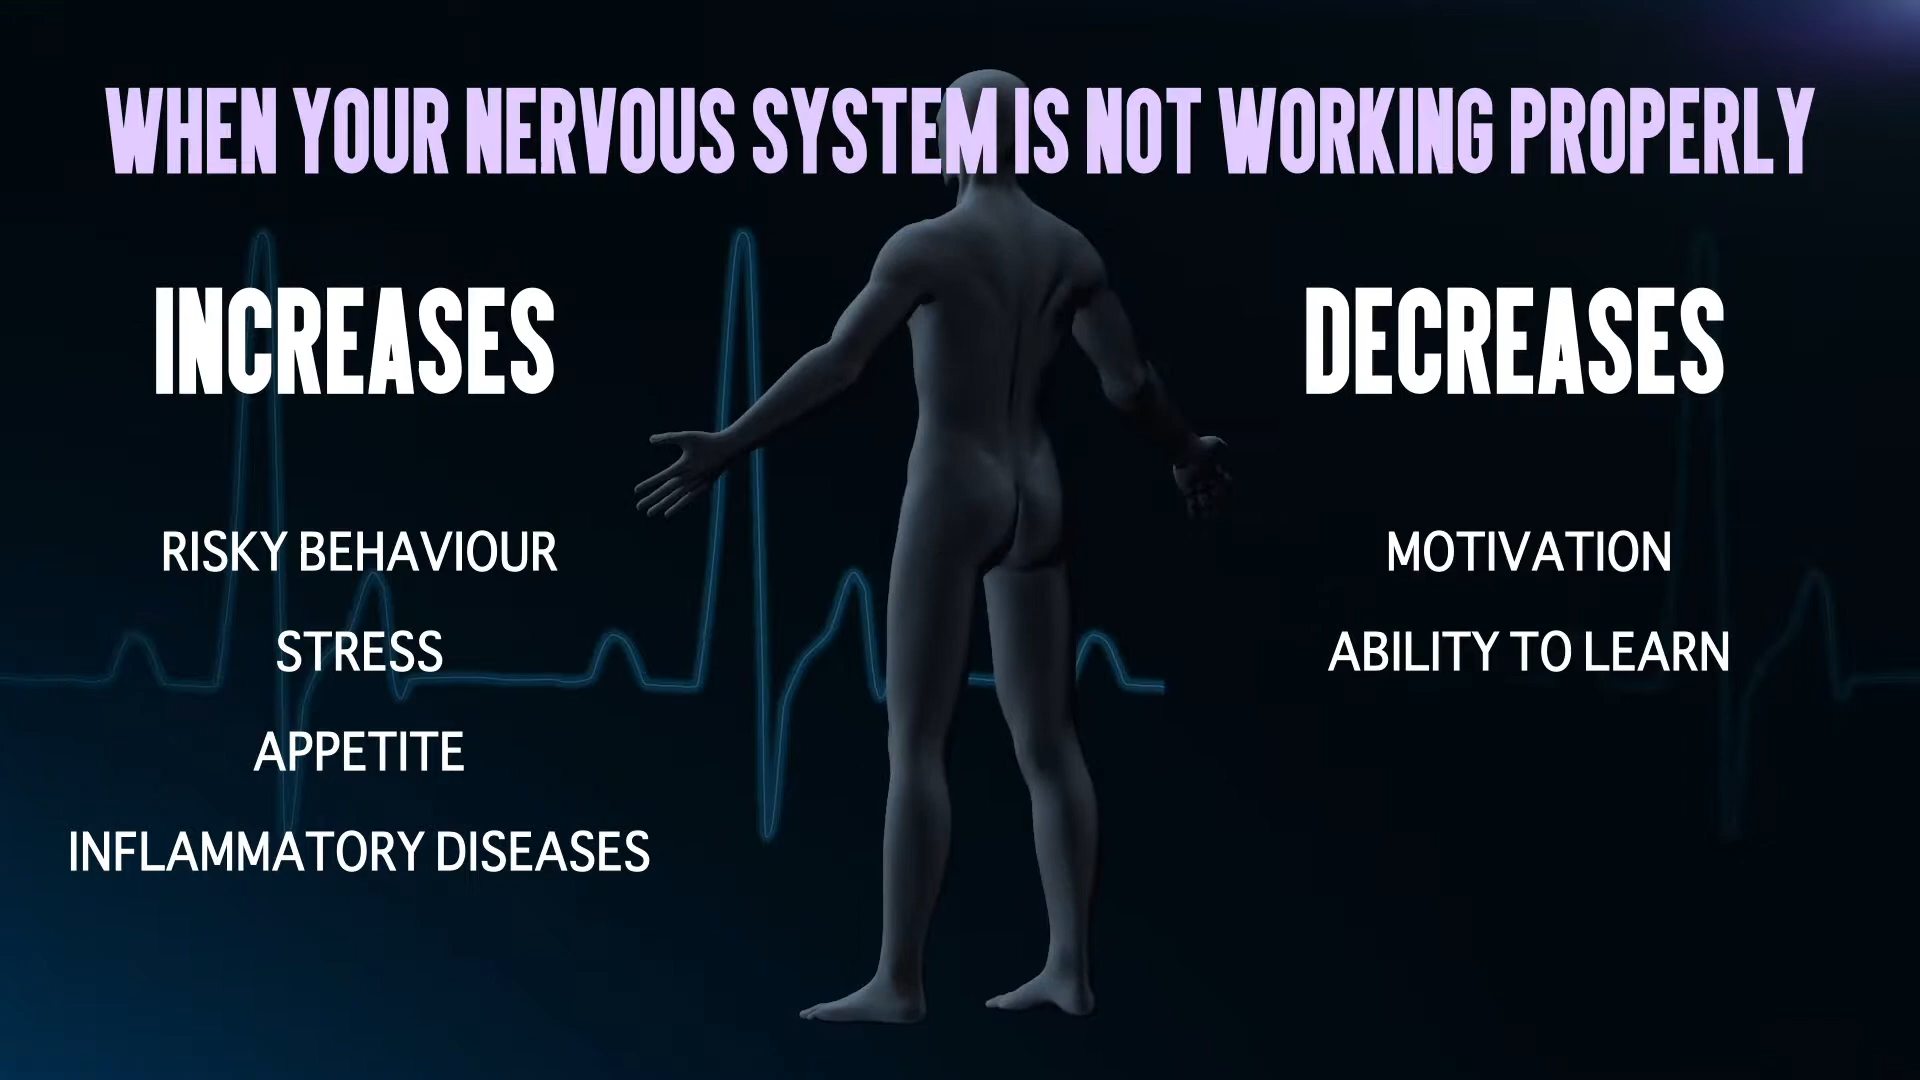 WHEN YOUR NERVOUS SYSTEM IS NOT WORKING PROPERLY
INCREASES
RISKY BEHAVIOUR
STRESS
APPETITE
INFLAMMATORY DISEASES
DECREASES
MOTIVATION
ABILITY TO LEARN